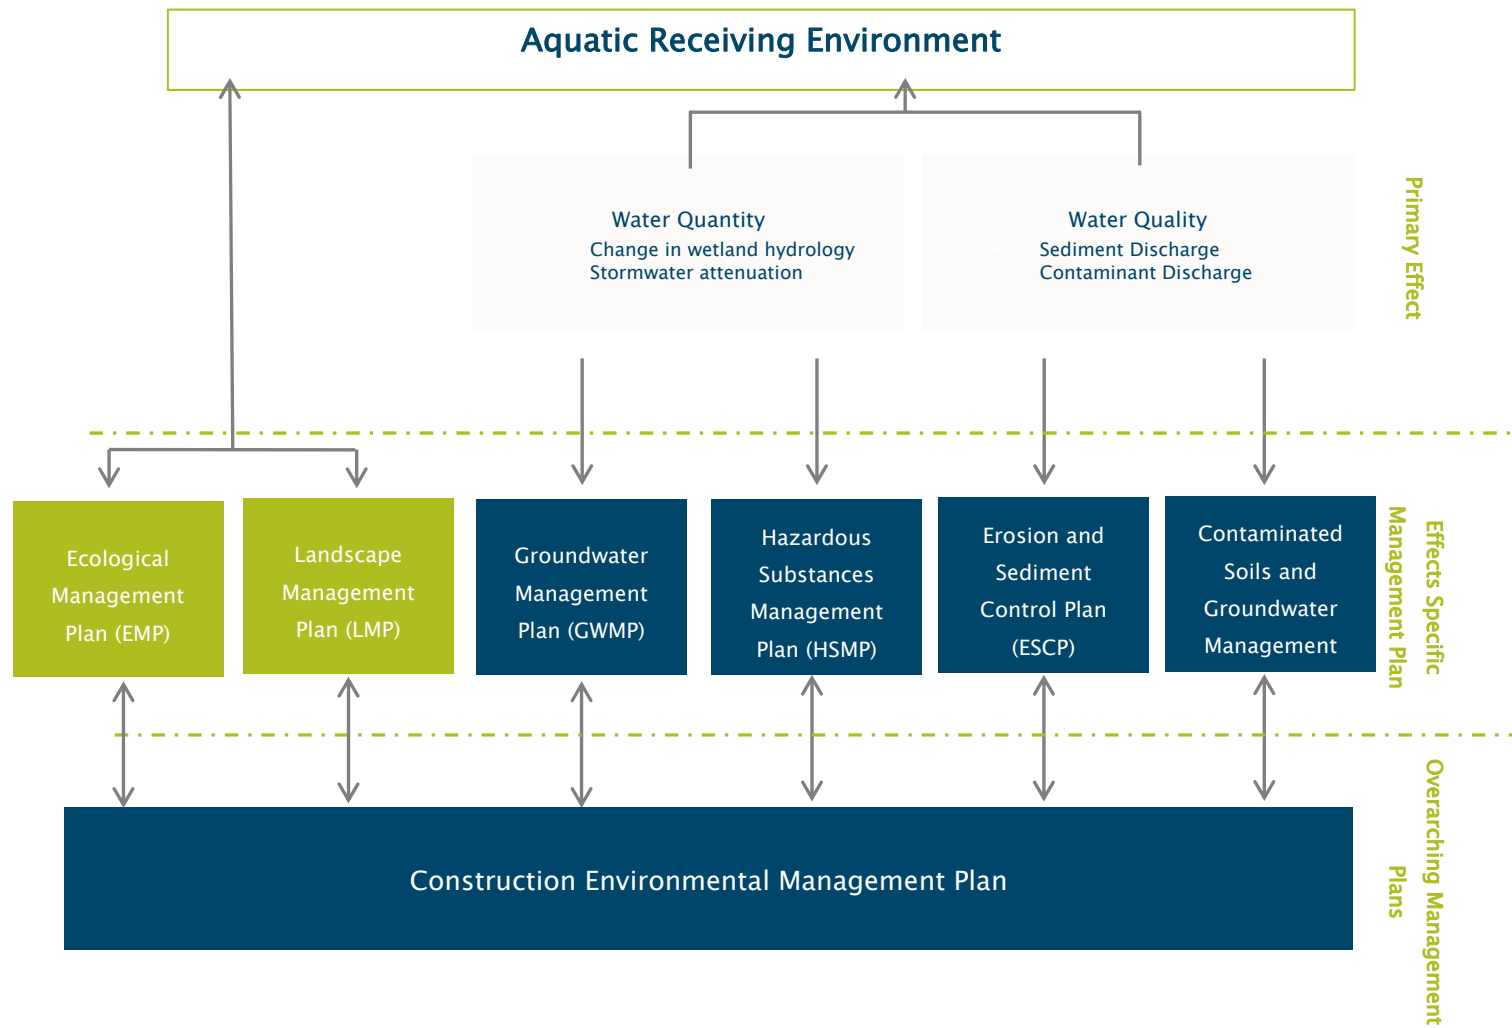 Aquatic Receiving Environment
Water Quantity
Change in wetland hydrology
Stormwater attenuation
Water Quality
Sediment Discharge
Contaminant Discharge
Primary Effect
Ecological
Management
Plan (EMP)
Landscape
Management
Plan (LMP)
Groundwater
Management
Plan (GWMP)
Hazardous
Substances
Management
Plan (HSMP)
Erosion and
Sediment
Control Plan
(ESCP)
Contaminated
Soils and
Groundwater
Management
Effects Specific
Management Plan
Construction Environmental Management Plan
Overarching Management
Plans